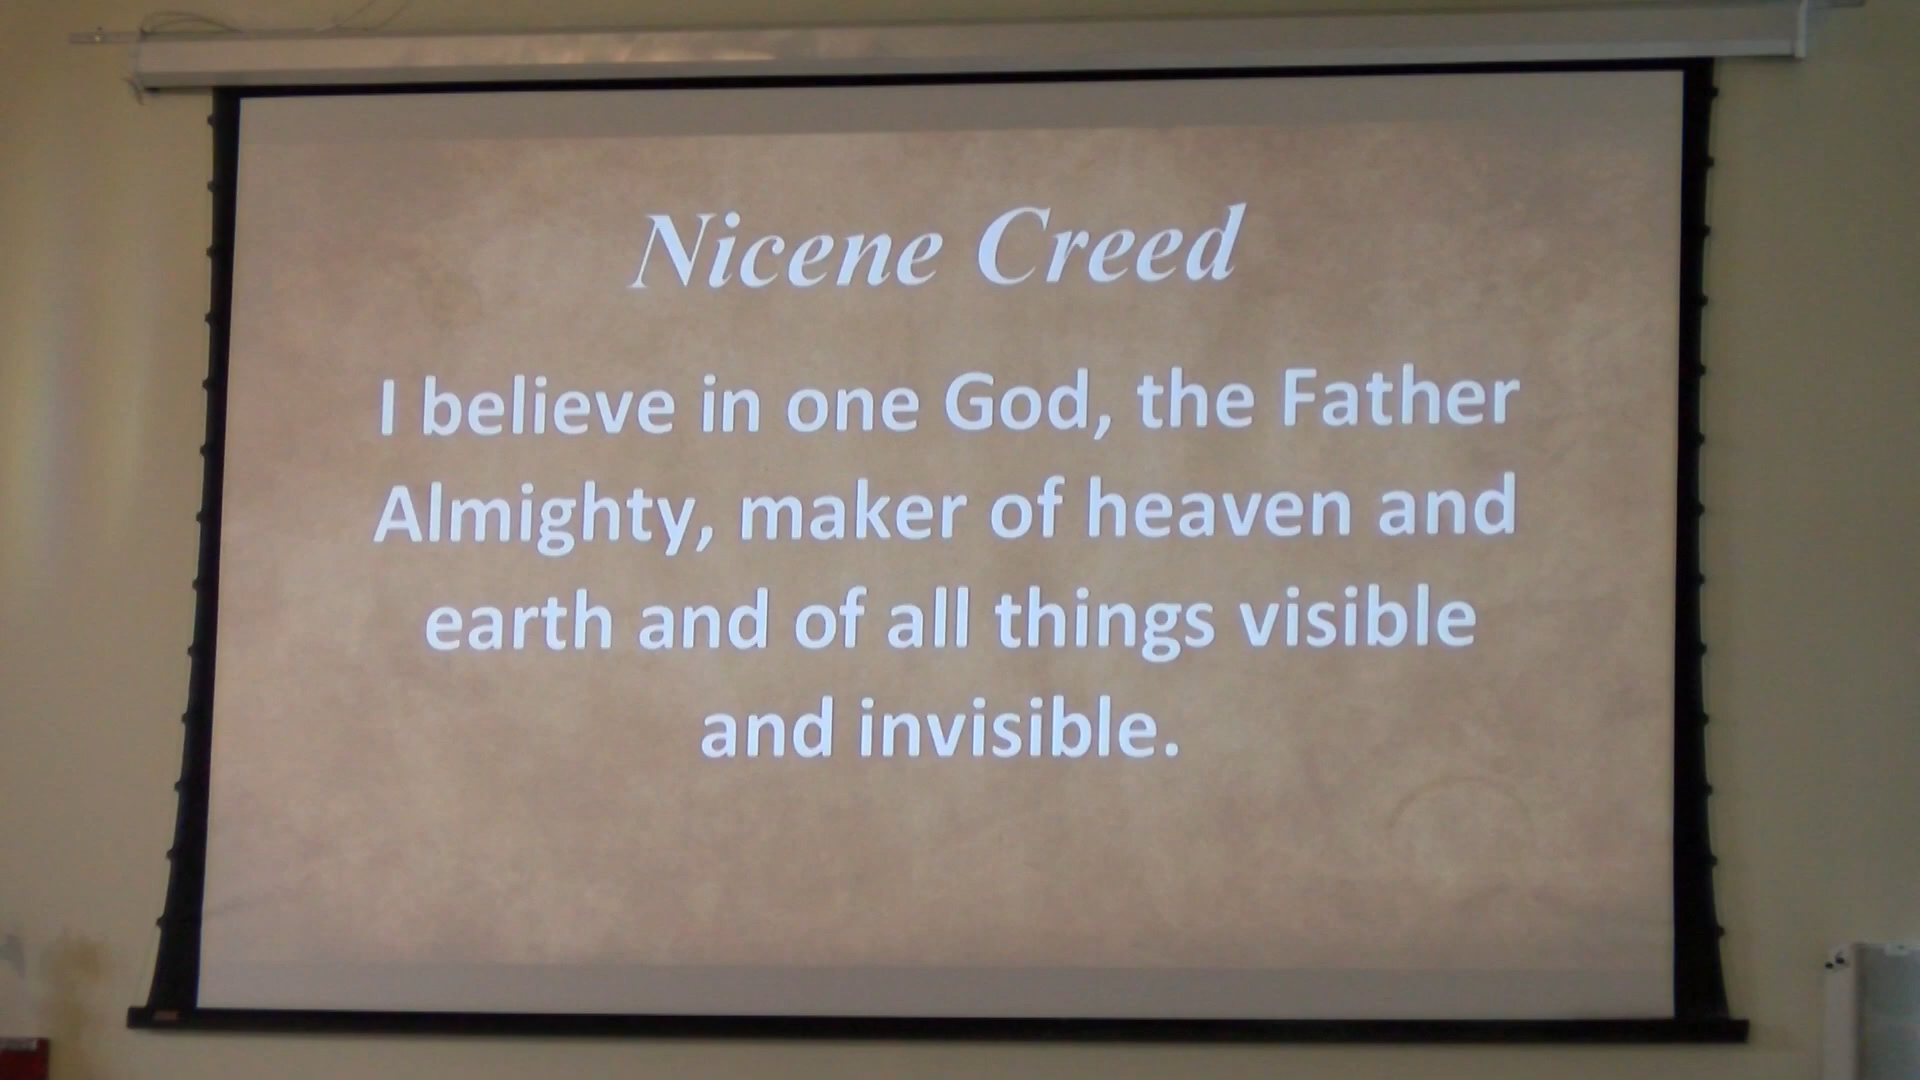 Nicene Creed
I believe in one God, the Father
Almighty, maker of heaven and
earth and of all things visible
and invisible.